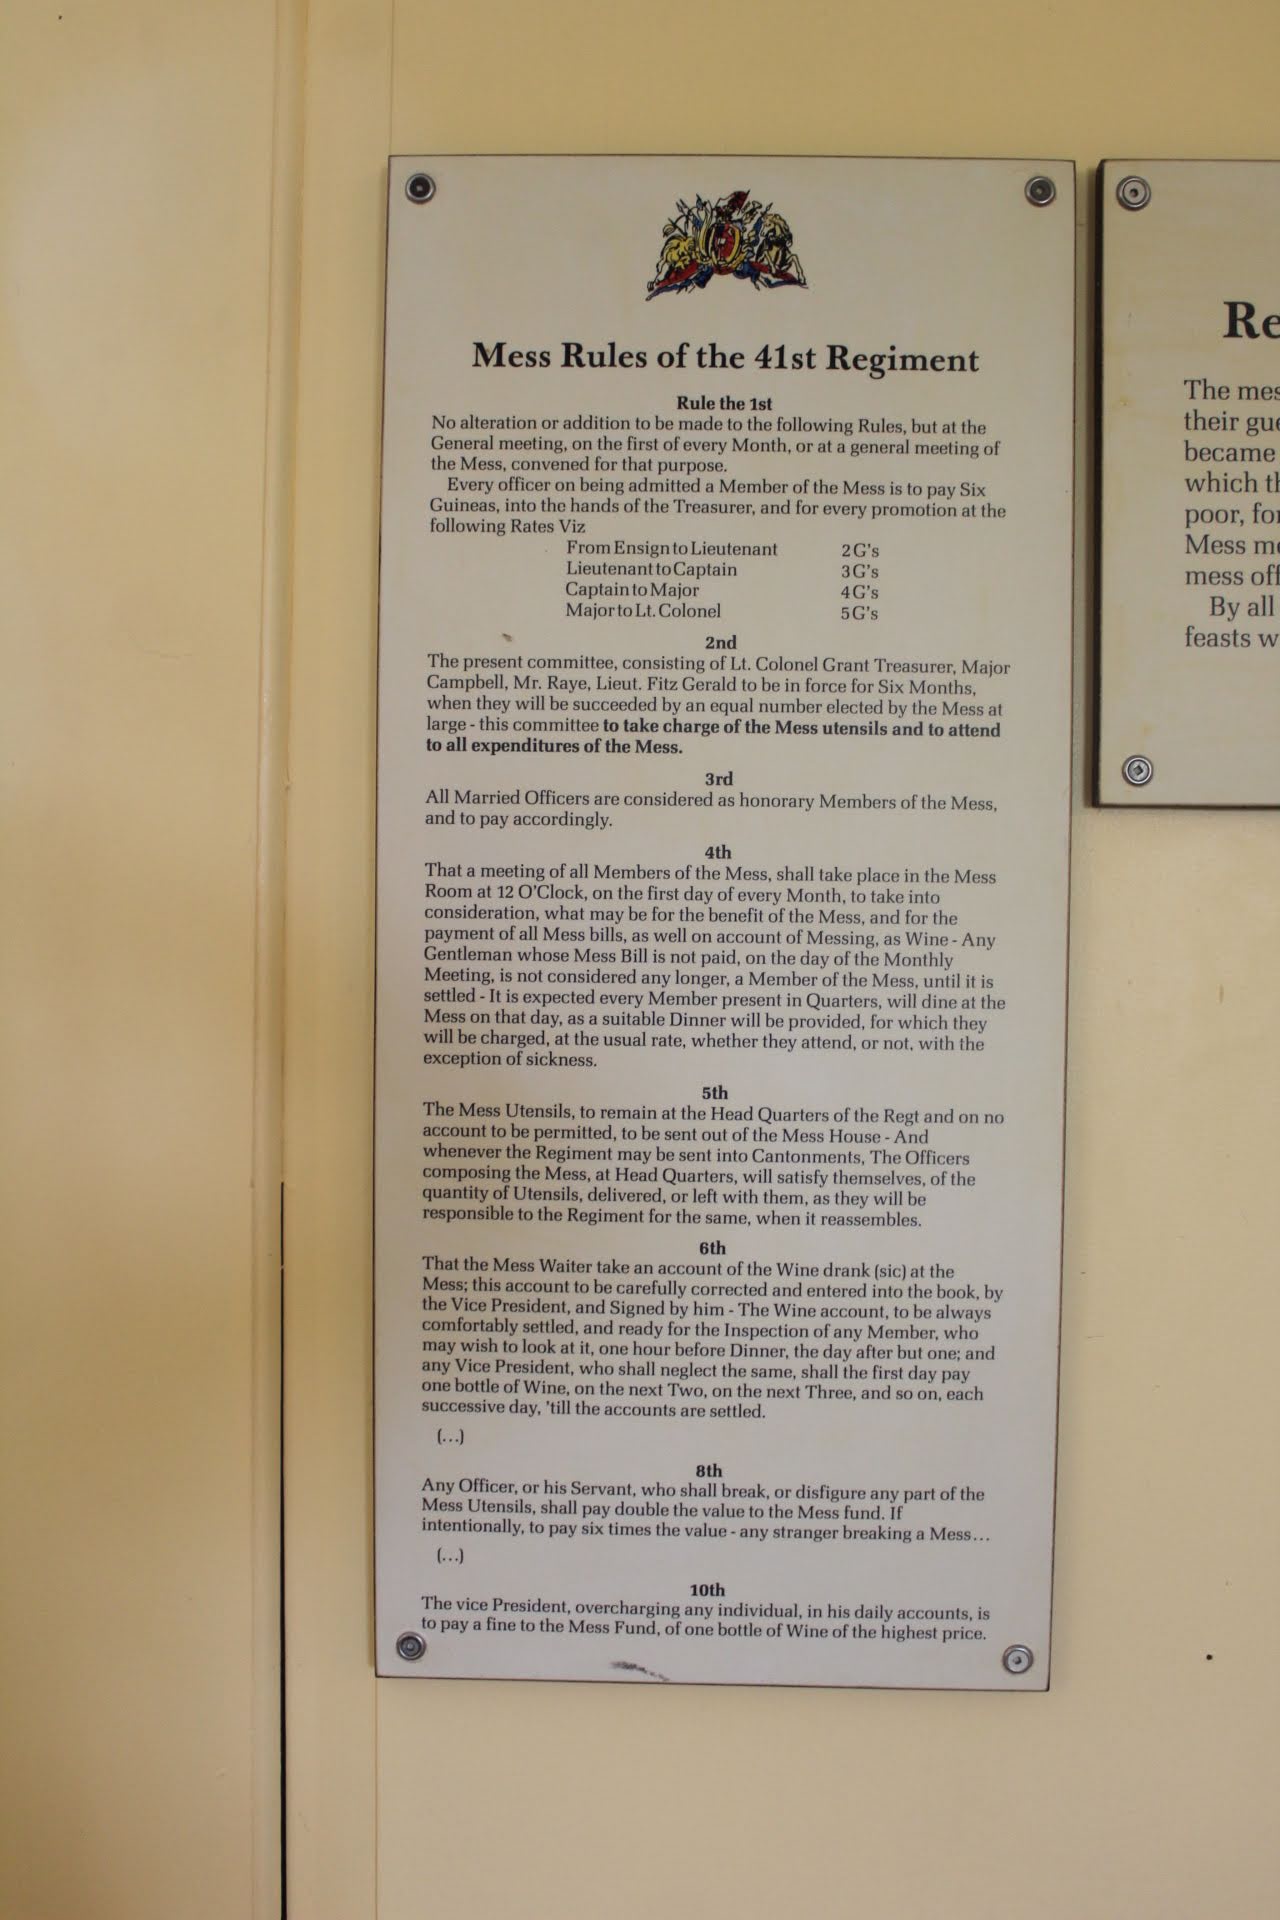 Mess Rules of the 41st Regiment
Rule the 1st
No alteration or addition to be made to the following Rules, but at the
General meeting, on the first of every Month, or at a general meeting of
the Mess, convened for that purpose.
Every officer on being admitted a Member of the Mess is to pay Six
Guineas, into the hands of the Treasurer, and for every promotion at the
following Rates Viz
From Ensign to Lieutenant 2G's
Lieutenant to Captain 3G's
Captain to Major 4G's
Major to Lt. Colonel 5G's
2nd
The present committee, consisting of Lt. Colonel Grant Treasurer, Major
Campbell, Mr. Raye, Lieut. Fitz Gerald to be in force for Six Months,
when they will be succeeded by an equal number elected by the Mess at
large - this committee to take charge of the Mess utensils and to attend
to all expenditures of the Mess.
3rd
All Married Officers are considered as honorary Members of the Mess,
and to pay accordingly.
4th
That a meeting of all Members of the Mess, shall take place in the Mess
Room at 12 O'Clock, on the first day of every Month, to take into
consideration, what may be for the benefit of the Mess, and for the
payment of all Mess bills, as well on account of Messing, as Wine - Any
Gentleman whose Mess Bill is not paid, on the day of the Monthly
Meeting, is not considered any longer, a Member of the Mess, until it is
settled - It is expected every Member present in Quarters, will dine at the
Mess on that day, as a suitable Dinner will be provided, for which they
will be charged, at the usual rate, whether they attend, or not, with the
exception of sickness.
5th
The Mess Utensils, to remain at the Head Quarters of the Regt and on no
account to be permitted, to be sent out of the Mess House - And
whenever the Regiment may be sent into Cantonments, The Officers
composing the Mess, at Head Quarters, will satisfy themselves, of the
quantity of Utensils, delivered, or left with them, as they will be
responsible to the Regiment for the same, when it reassembles.
6th
That the Mess Waiter take an account of the Wine drank (sic) at the
Mess; this account to be carefully corrected and entered into the book, by
the Vice President, and Signed by him - The Wine account, to be always
comfortably settled, and ready for the Inspection of any Member, who
may wish to look at it, one hour before Dinner, the day after but one; and
any Vice President, who shall neglect the same, shall the first day pay
one bottle of Wine, on the next Two, on the next Three, and so on, each
successive day, 'till the accounts are settled.
(...)
8th
Any Officer, or his Servant, who shall break, or disfigure any part of the
Mess Utensils, shall pay double the value to the Mess fund. If
intentionally, to pay six times the value - any stranger breaking a Mess...
(...)
10th
The vice President, overcharging any individual, in his daily accounts, is
to pay a fine to the Mess Fund, of one bottle of Wine of the highest price.
Re
The mes
their gue
became
which th
poor, for
Mess me
mess off
By all
feasts w